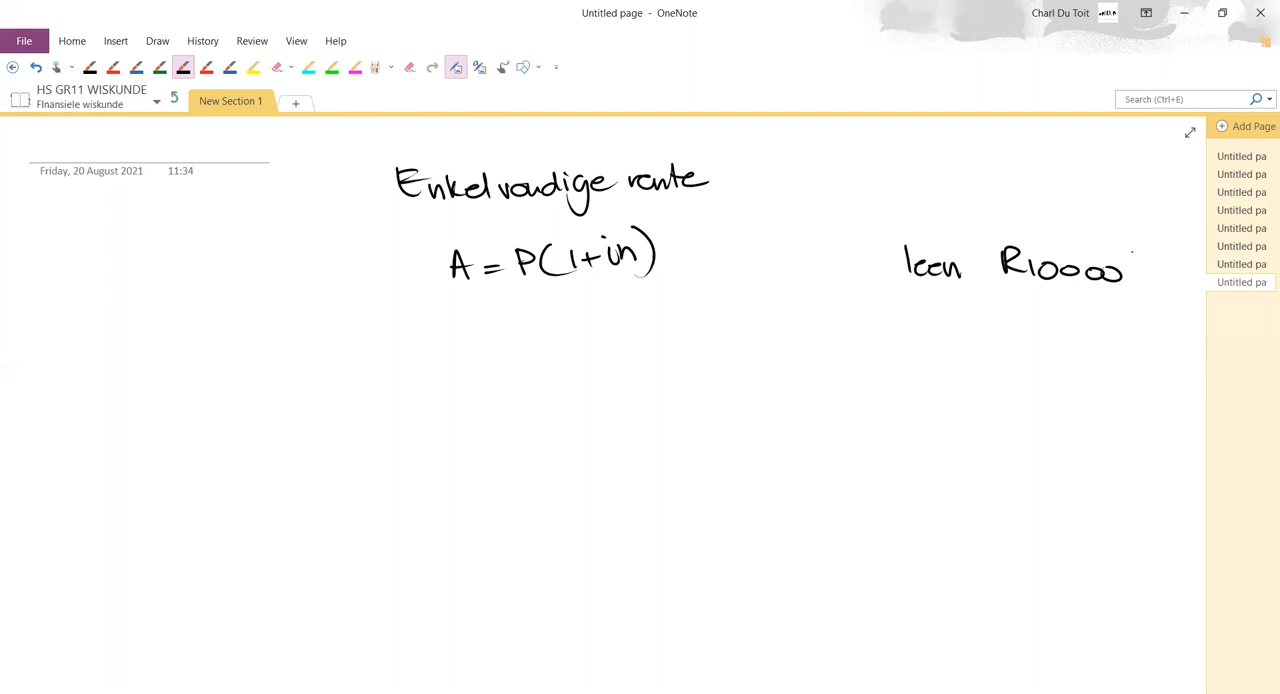 Untitled page - OneNote
Charl Du Toit
File Home Insert Draw History Review View Help
HS GR11 WISKUNDE
FInansiele wiskunde
New Section 1
Search (Ctrl+E)
Add Page
Untitled pa
Untitled pa
Untitled pa
Untitled pa
Untitled pa
Untitled pa
Untitled pa
Untitled pa
Friday, 20 August 2021 11:34
Enkelvoudige rente
A = P(1+in)
leen R10000